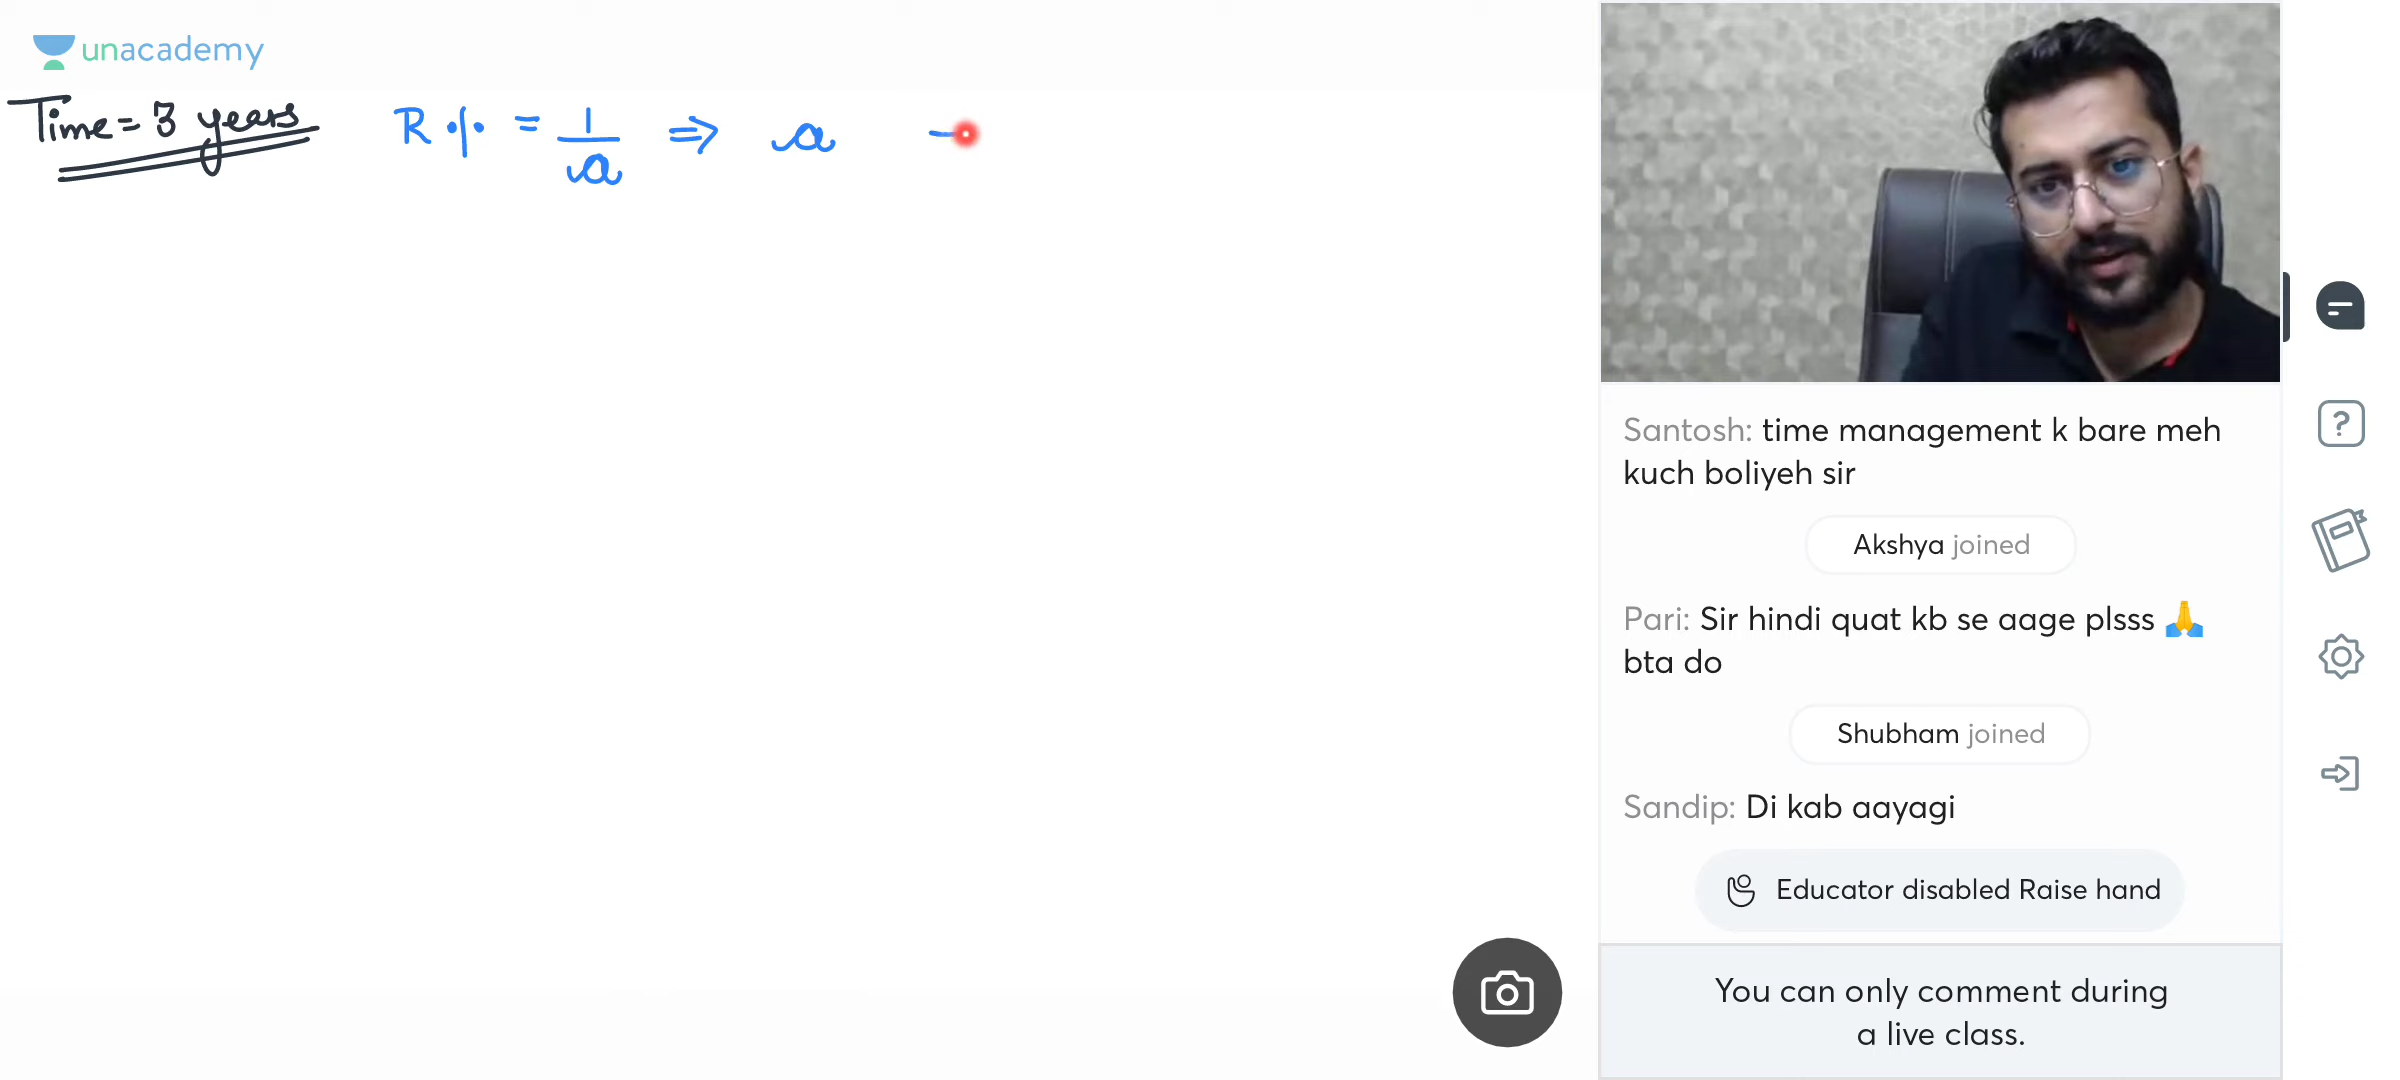 unacademy
Time = 3 years R% = 1/a ⇒ a —
Santosh: time management k bare meh
kuch boliyeh sir
Akshya joined
Pari: Sir hindi quat kb se aage plsss 🙏
bta do
Shubham joined
Sandip: Di kab aayagi
Educator disabled Raise hand
You can only comment during
a live class.